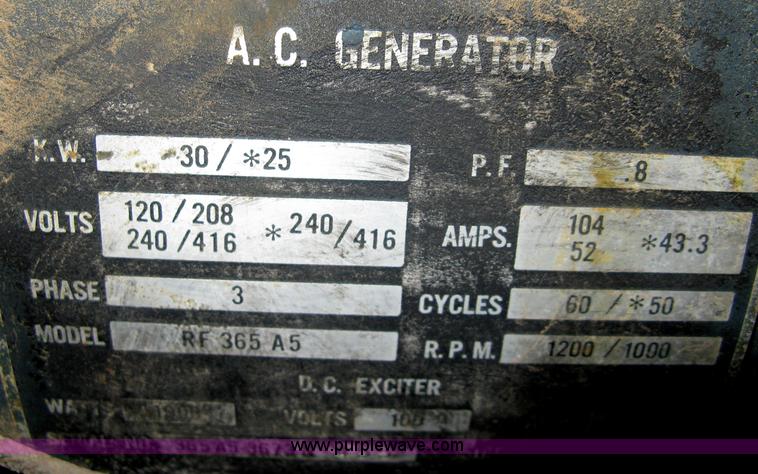 A. C. GENERATOR
K.W. 30 / *25 P.F. .8
VOLTS 120 / 208 240 / 416 * 240 / 416 AMPS. 104 52 *43.3
PHASE 3 CYCLES 60 / *50
MODEL RF 365 A5 R.P.M. 1200 / 1000
D.C. EXCITER
WATTS VOLTS
www.purplewave.com